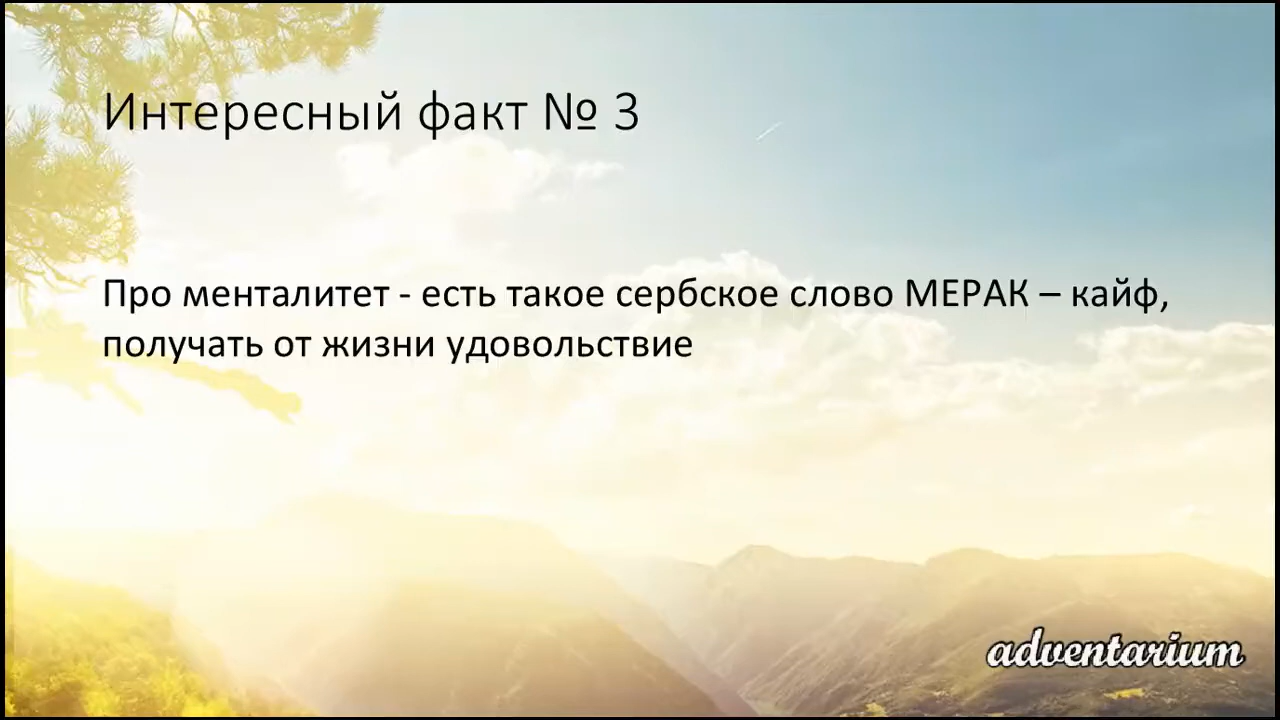 Интересный факт № 3
Про менталитет - есть такое сербское слово МЕРАК – кайф,
получать от жизни удовольствие
adventarium